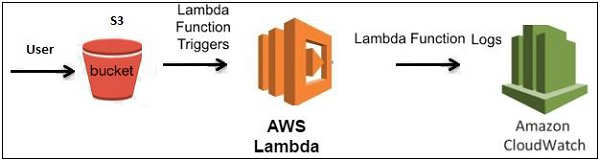 S3
User
bucket
Lambda
Function
Triggers
AWS
Lambda
Lambda Function Logs
Amazon
CloudWatch